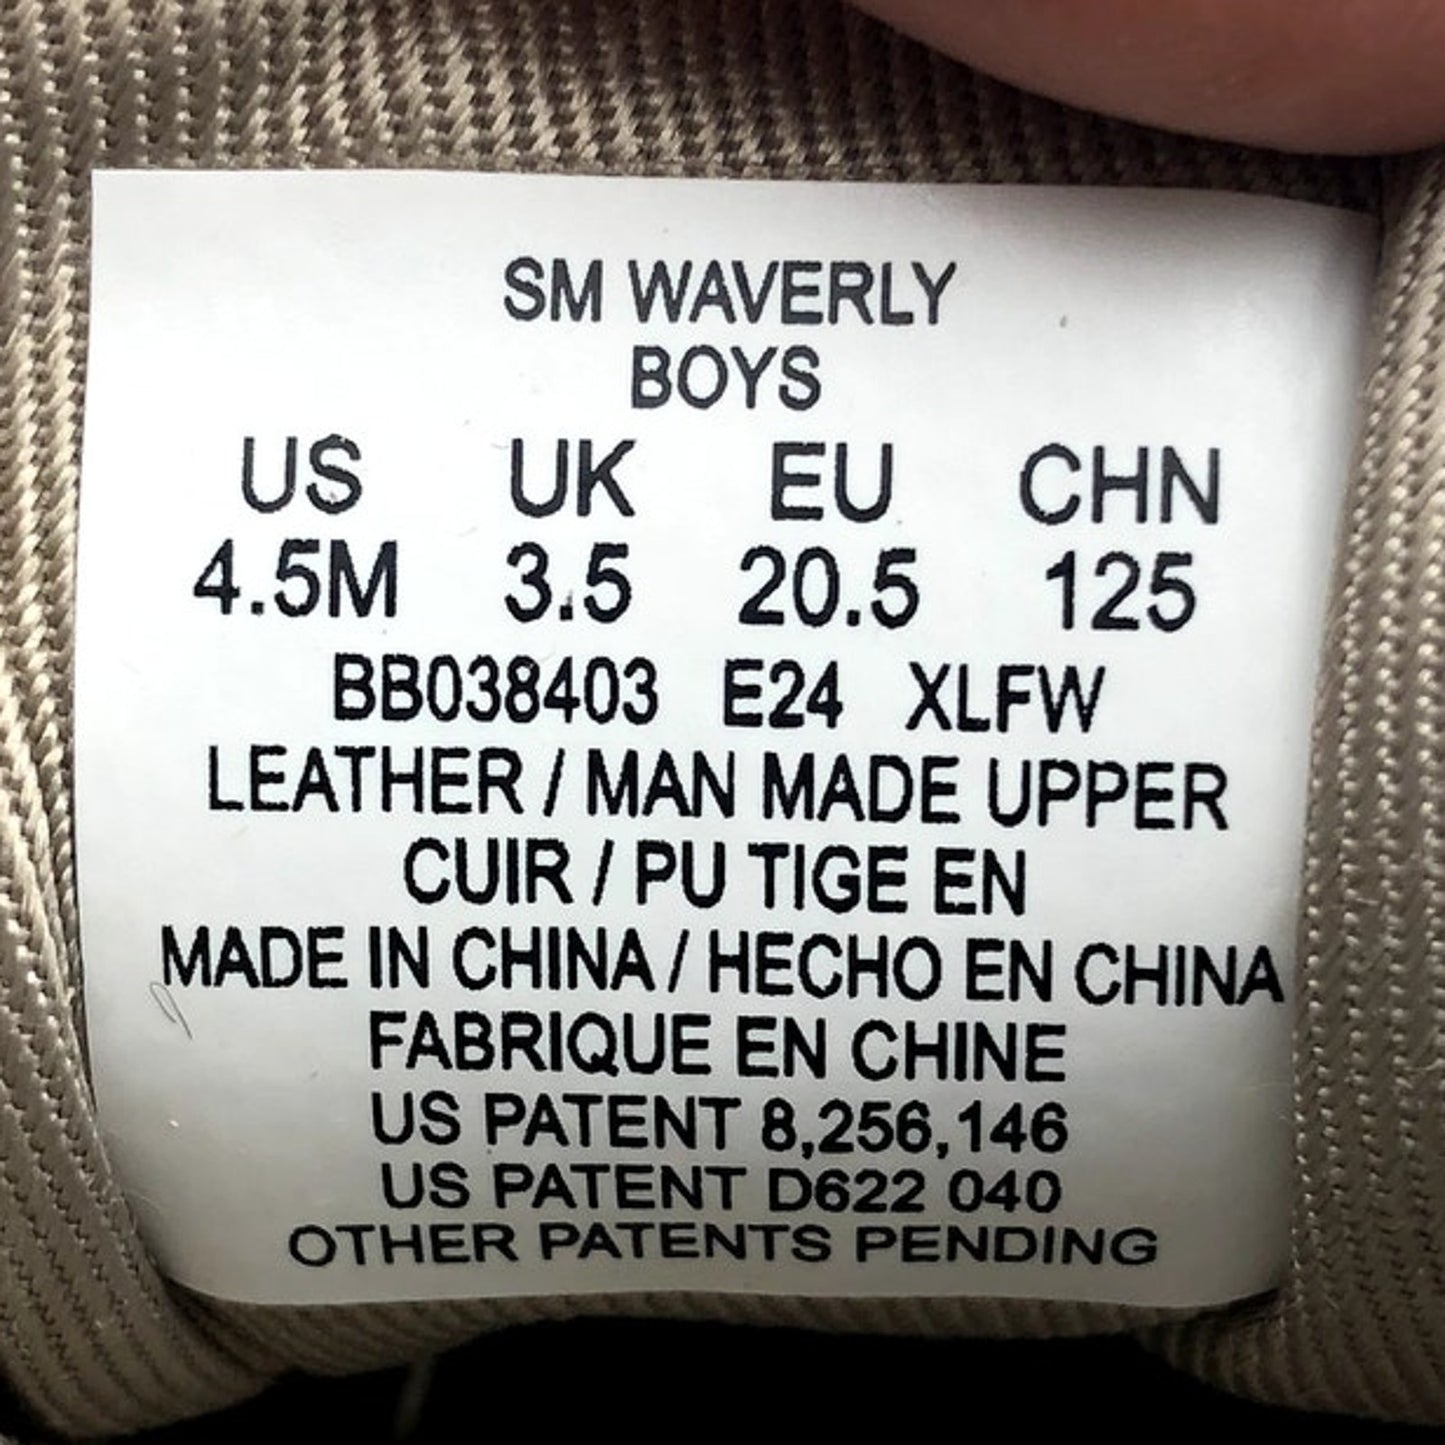 SM WAVERLY
BOYS
US UK EU CHN
4.5M 3.5 20.5 125
BB038403 E24 XLFW
LEATHER / MAN MADE UPPER
CUIR / PU TIGE EN
MADE IN CHINA / HECHO EN CHINA
FABRIQUE EN CHINE
US PATENT 8,256,146
US PATENT D622 040
OTHER PATENTS PENDING